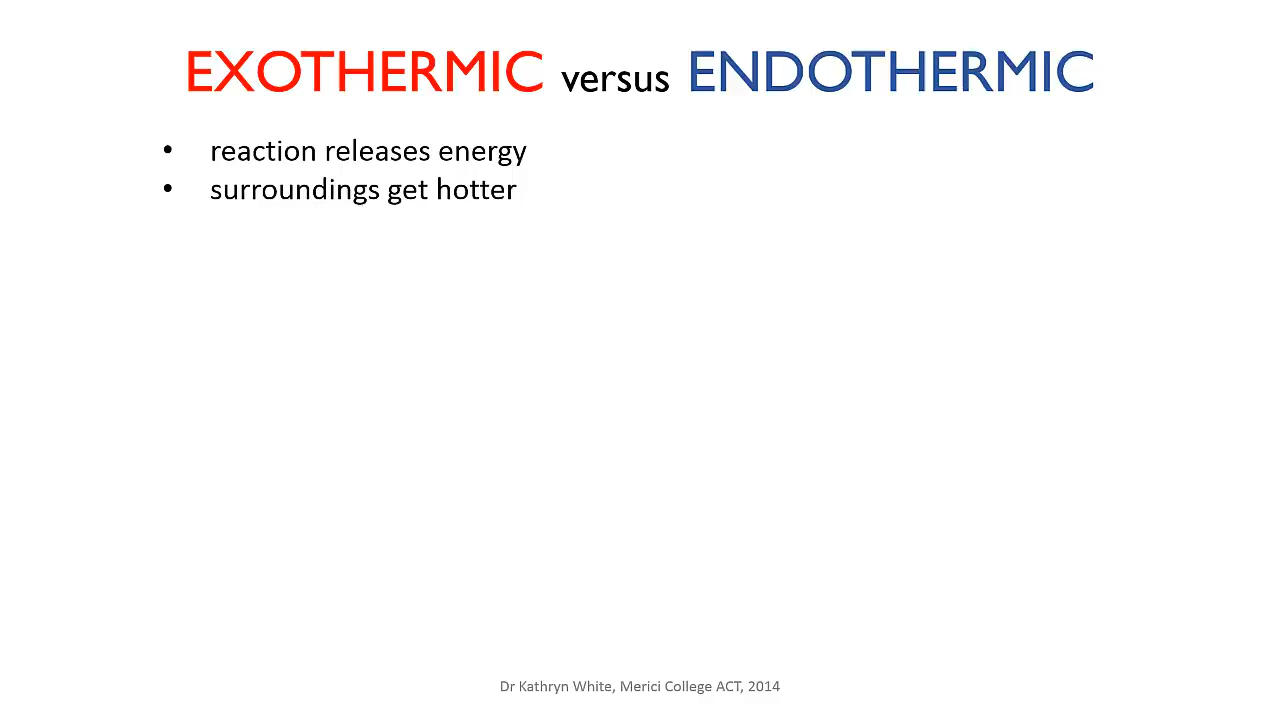 EXOTHERMIC versus ENDOTHERMIC
• reaction releases energy
• surroundings get hotter
Dr Kathryn White, Merici College ACT, 2014